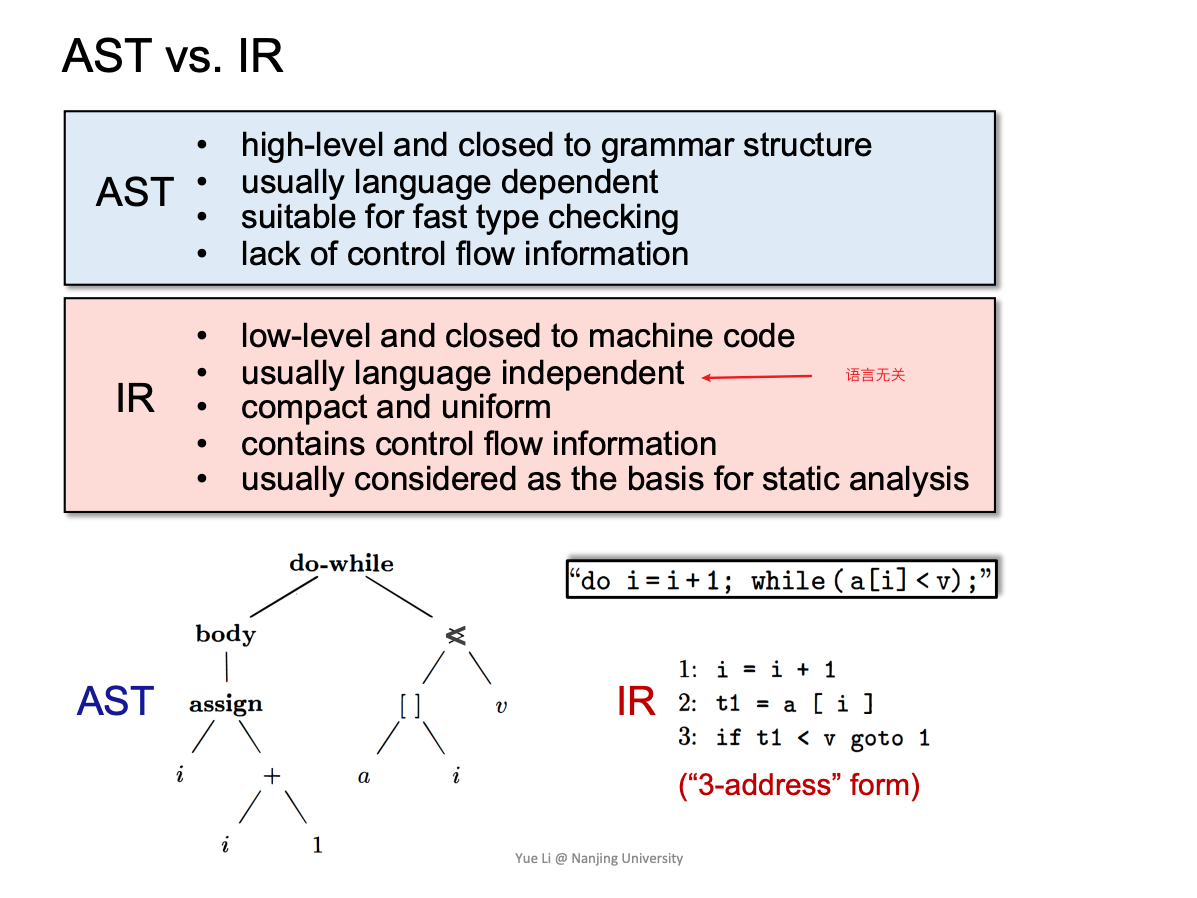 AST vs. IR
AST
• high-level and closed to grammar structure
• usually language dependent
• suitable for fast type checking
• lack of control flow information
IR
• low-level and closed to machine code
• usually language independent
语言无关
• compact and uniform
• contains control flow information
• usually considered as the basis for static analysis
do-while
body
<
assign
[ ]
v
i
+
a
i
i
1
AST
“do i=i+1; while(a[i]<v);”
IR
1: i = i + 1
2: t1 = a [ i ]
3: if t1 < v goto 1
(“3-address” form)
Yue Li @ Nanjing University